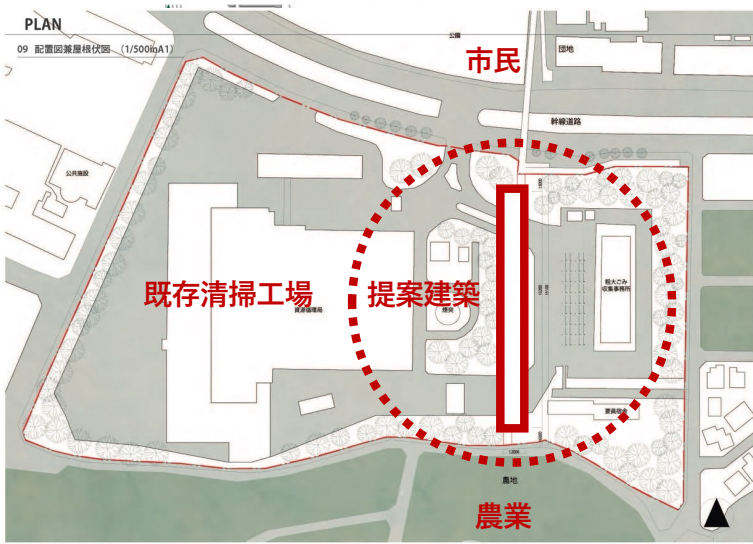 PLAN
09 配置図兼屋根伏図 (1/500inA1)
公園
市民
団地
幹線道路
公共施設
既存清掃工場
資源循環局
提案建築
煙突
粗大ごみ
収集事務所
要員宿舎
農地
農業